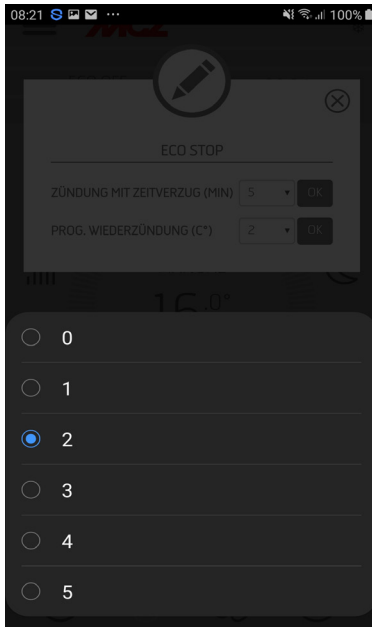 08:21 S ... 100%
MCZ
ECO STOP
ZÜNDUNG MIT ZEITVERZUG (MIN) 5 OK
PROG. WIEDERZÜNDUNG (C°) 2 OK
16.0°
0
1
2
3
4
5